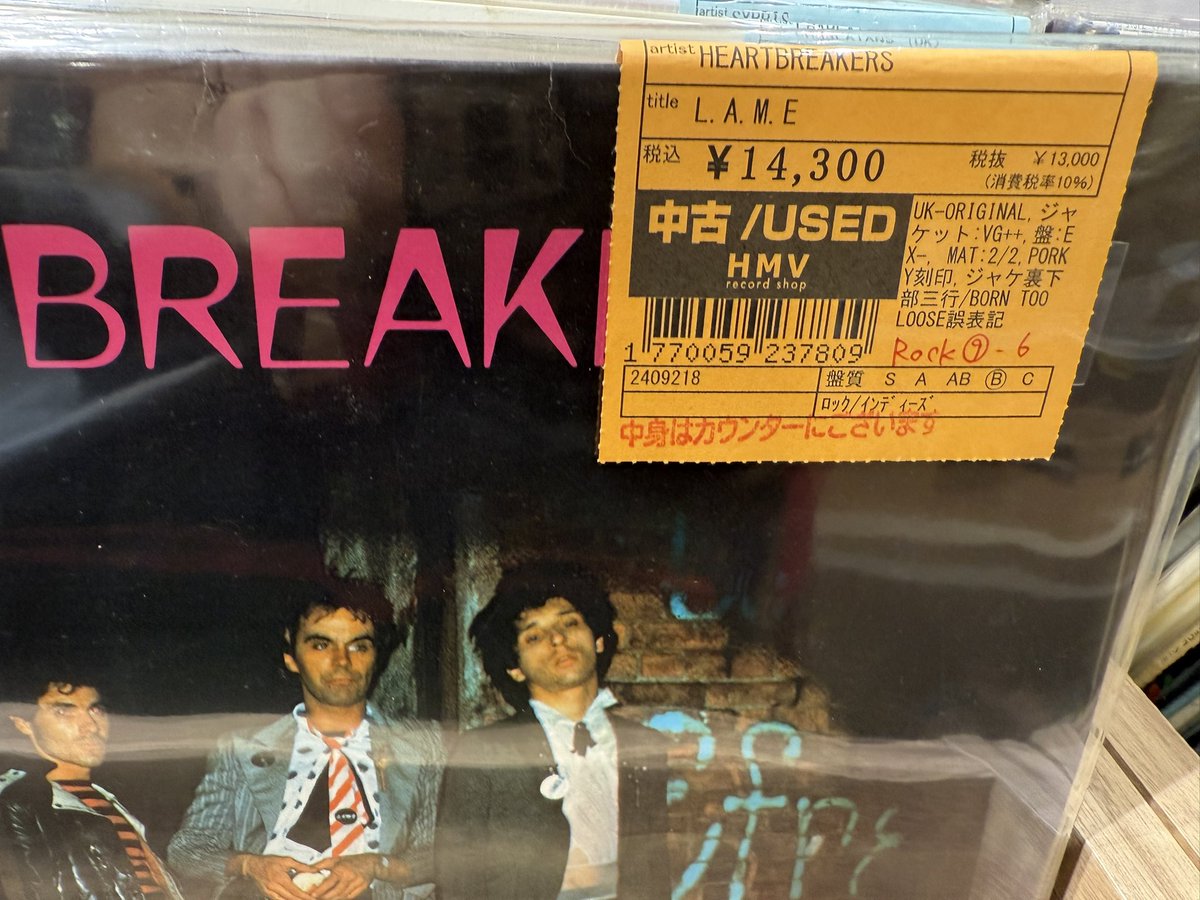 artist
artist HEARTBREAKERS
title L.A.M.E
税込 ¥14,300 税抜 ¥13,000
(消費税率10%)
中古/USED
HMV
record shop
UK-ORIGINAL,ジャ
ケット:VG++,盤:E
X-, MAT:2/2,PORK
Y刻印,ジャケ裏下
部三行/BORN TOO
LOOSE誤表記
1 770059 237809
Rock⑨-6
2409218
盤質 S A AB Ⓑ C
ロック/インディーズ
中身はカウンターにございます
BREAK